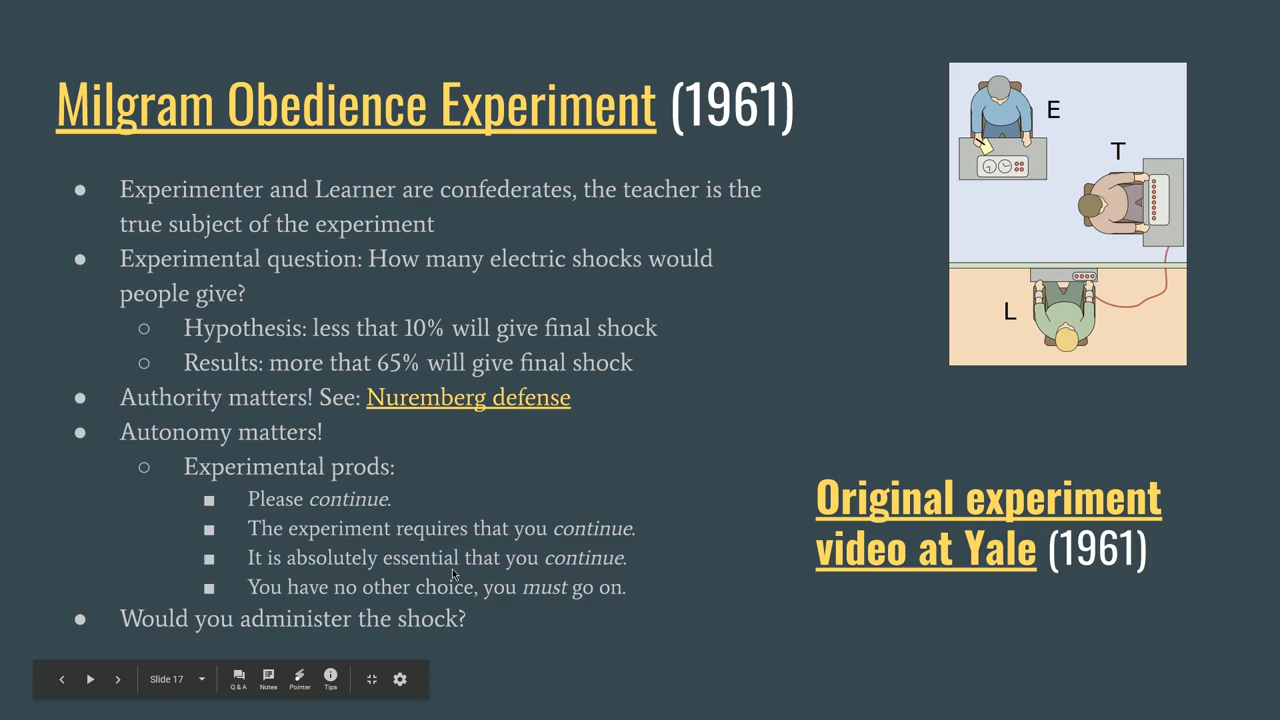 Milgram Obedience Experiment (1961)
● Experimenter and Learner are confederates, the teacher is the
true subject of the experiment
● Experimental question: How many electric shocks would
people give?
○ Hypothesis: less that 10% will give final shock
○ Results: more that 65% will give final shock
● Authority matters! See: Nuremberg defense
● Autonomy matters!
○ Experimental prods:
■ Please continue.
■ The experiment requires that you continue.
■ It is absolutely essential that you continue.
■ You have no other choice, you must go on.
● Would you administer the shock?
E
T
L
Original experiment
video at Yale (1961)
Slide 17
Q & A
Notes
Pointer
Tips